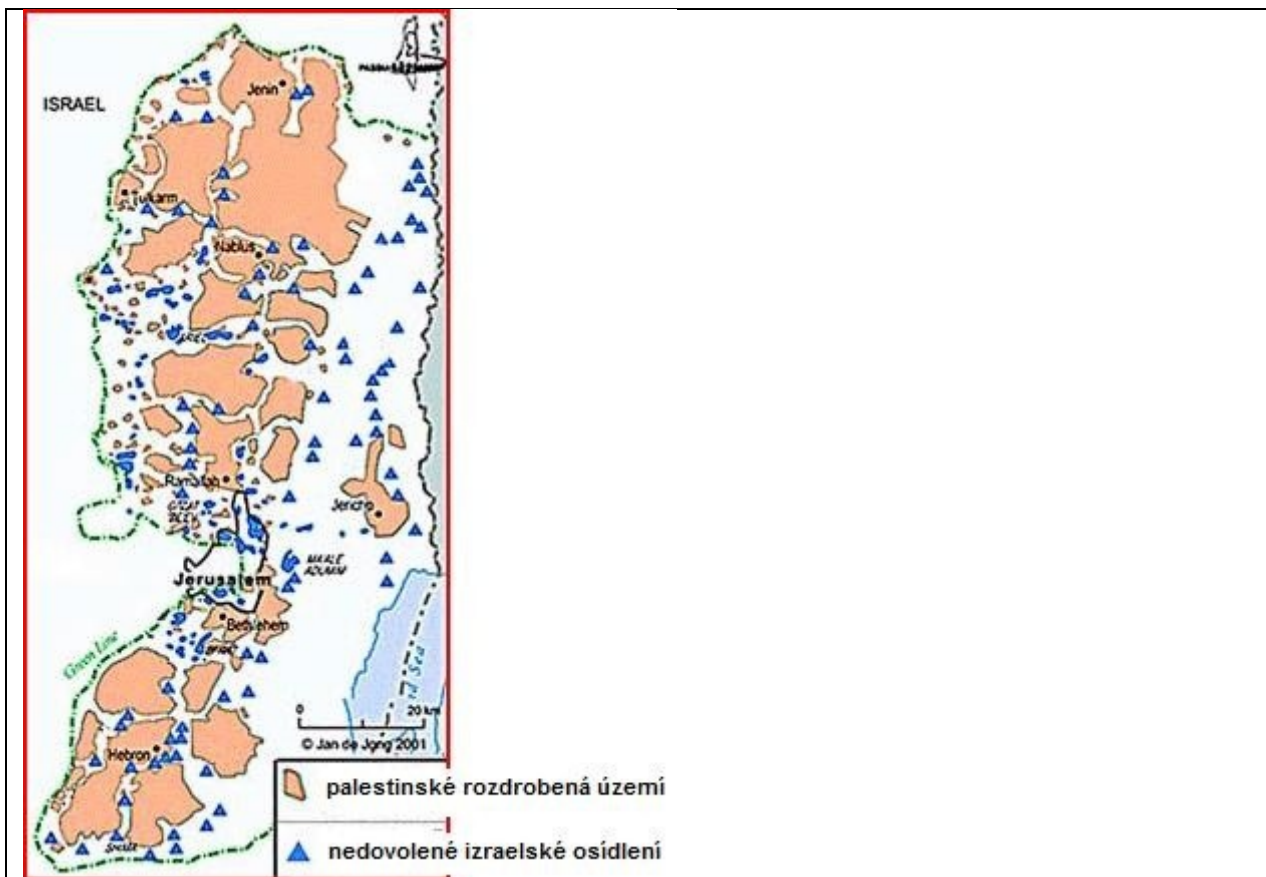 ISRAEL
Jenin
Tulkarm
Nablus
ARIEL
Ramallah
Jericho
MAALE
ADUMIM
Jerusalem
Bethlehem
Green Line
0 20 km
© Jan de Jong 2001
Hebron
palestinské rozdrobená území
nedovolené izraelské osídlení